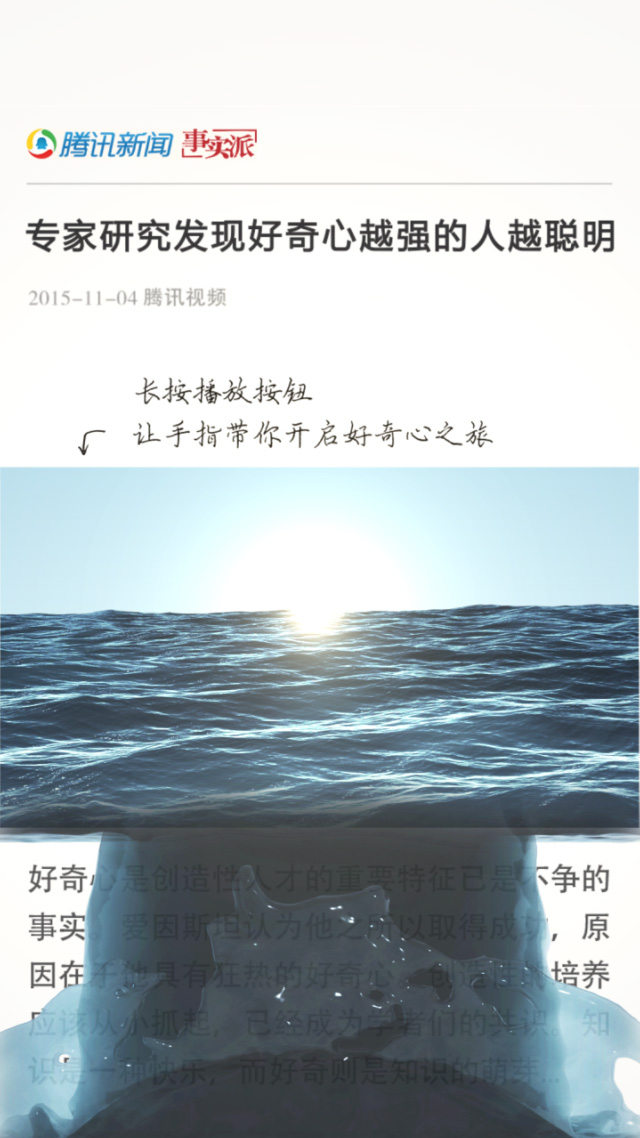 腾讯新闻 事实派
专家研究发现好奇心越强的人越聪明
2015-11-04 腾讯视频
长按播放按钮
让手指带你开启好奇心之旅
好奇心是创造性人才的重要特征已是不争的
事实。爱因斯坦认为他之所以取得成功，原
因在于他具有狂热的好奇心。创造性的培养
应该从小抓起，已经成为学者们的共识。知
识是一种快乐，而好奇则是知识的萌芽...